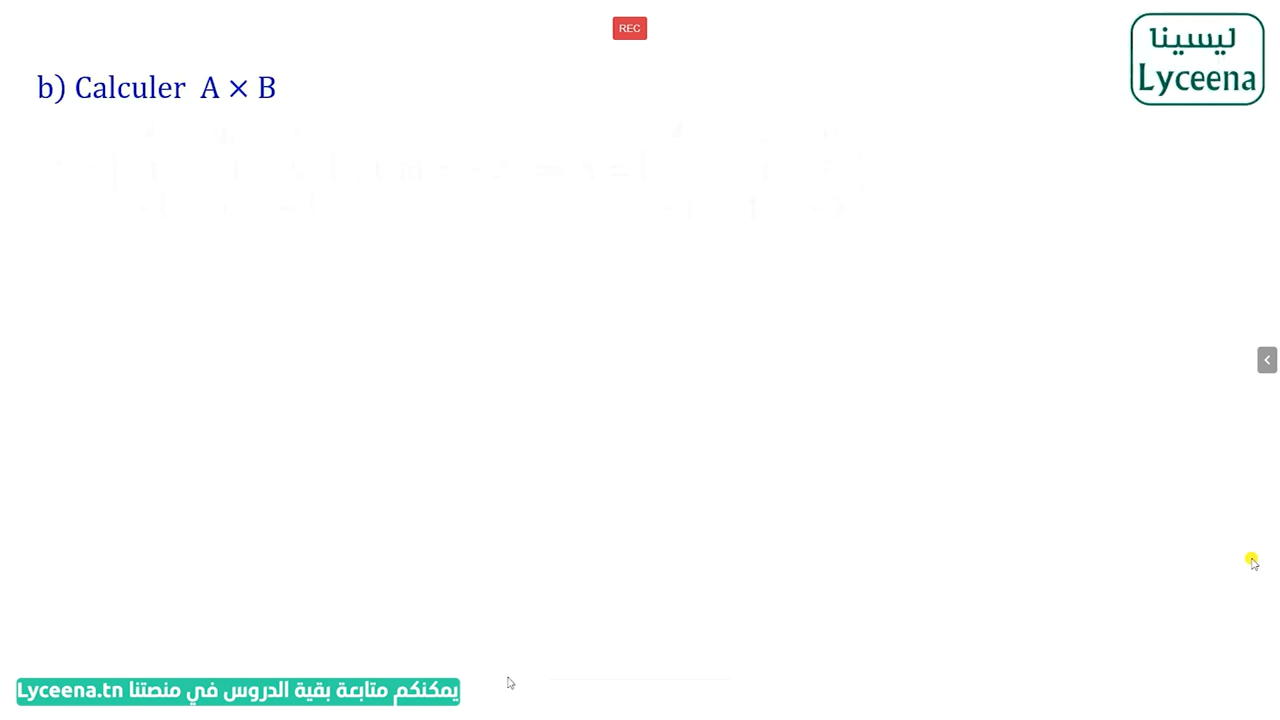 REC
ليسينا
Lyceena
b) Calculer A × B
يمكنكم متابعة بقية الدروس في منصتنا Lyceena.tn